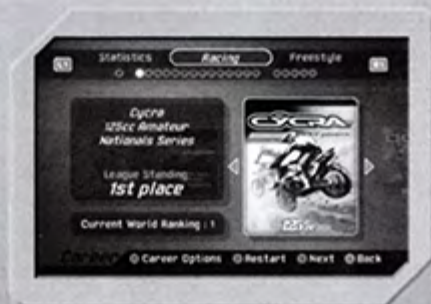 Statistics Racing Freestyle
Cycra
125cc Amateur
Nationals Series
League Standing
1st place
Current World Ranking : 1
CYCRA
125cc
Career
Career Options Restart Next Back